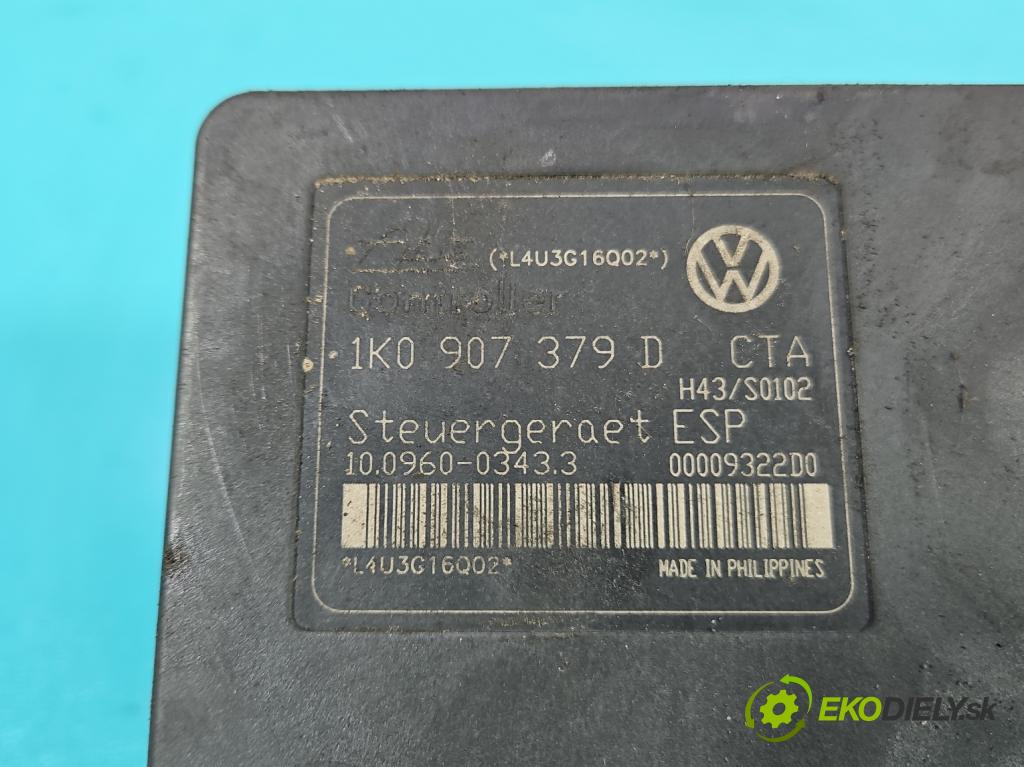 (*L4U3G16Q02*)
Controller
1K0 907 379 D CTA
H43/S0102
Steuergeraet ESP
10.0960-0343.3 00009322D0
*L4U3G16Q02*
MADE IN PHILIPPINES
EKODIELY.sk